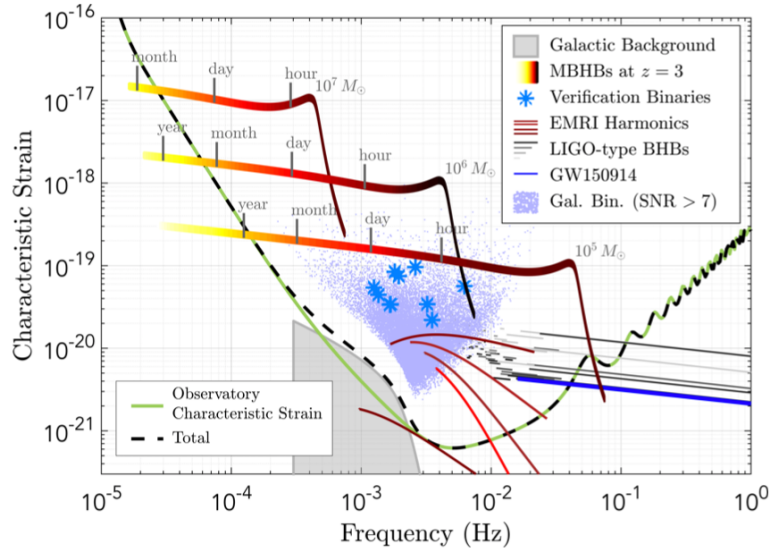 10^-16
10^-17
10^-18
10^-19
10^-20
10^-21
Characteristic Strain
month
day
hour
10^7 M⊙
year
month
day
hour
10^6 M⊙
year
month
day
hour
10^5 M⊙
Galactic Background
MBHBs at z = 3
Verification Binaries
EMRI Harmonics
LIGO-type BHBs
GW150914
Gal. Bin. (SNR > 7)
Observatory
Characteristic Strain
Total
10^-5
10^-4
10^-3
10^-2
10^-1
10^0
Frequency (Hz)